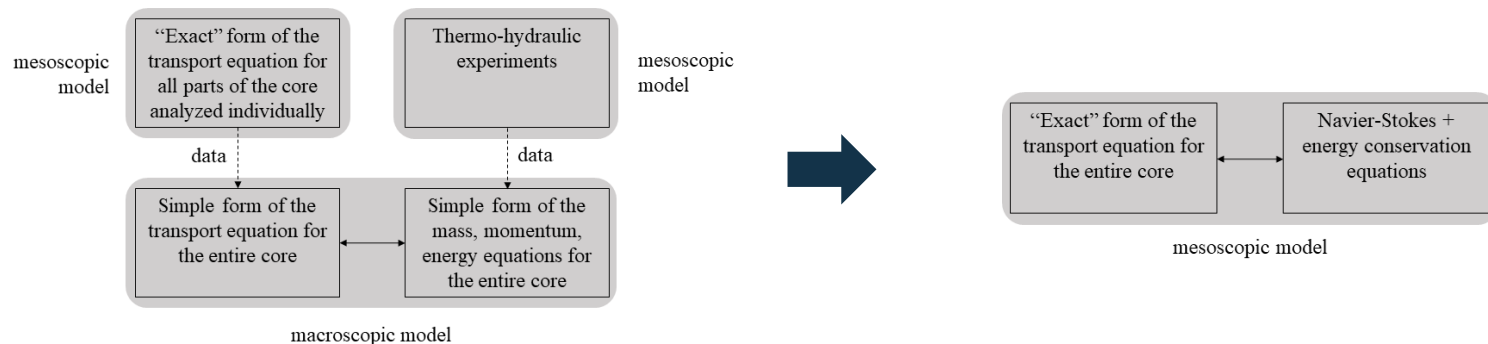 mesoscopic
model
“Exact” form of the
transport equation for
all parts of the core
analyzed individually
Thermo-hydraulic
experiments
mesoscopic
model
data
data
Simple form of the
transport equation for
the entire core
Simple form of the
mass, momentum,
energy equations for
the entire core
macroscopic model
“Exact” form of the
transport equation for
the entire core
Navier-Stokes +
energy conservation
equations
mesoscopic model